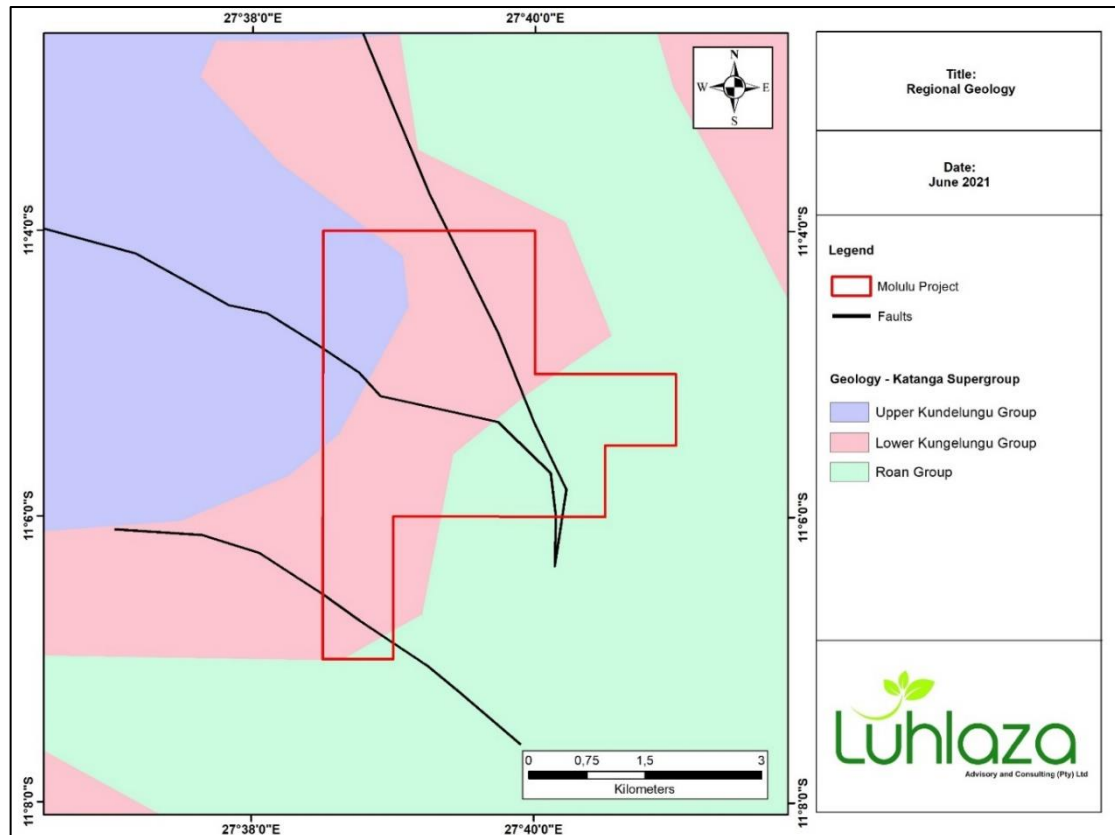 27°38'0"E
27°40'0"E
N
W
E
S
11°4'0"S
11°4'0"S
11°6'0"S
11°6'0"S
11°8'0"S
11°8'0"S
0
0,75
1,5
3
Kilometers
27°38'0"E
27°40'0"E
Title:
Regional Geology
Date:
June 2021
Legend
Molulu Project
Faults
Geology - Katanga Supergroup
Upper Kundelungu Group
Lower Kungelungu Group
Roan Group
Luhlaza
Advisory and Consulting (Pty) Ltd